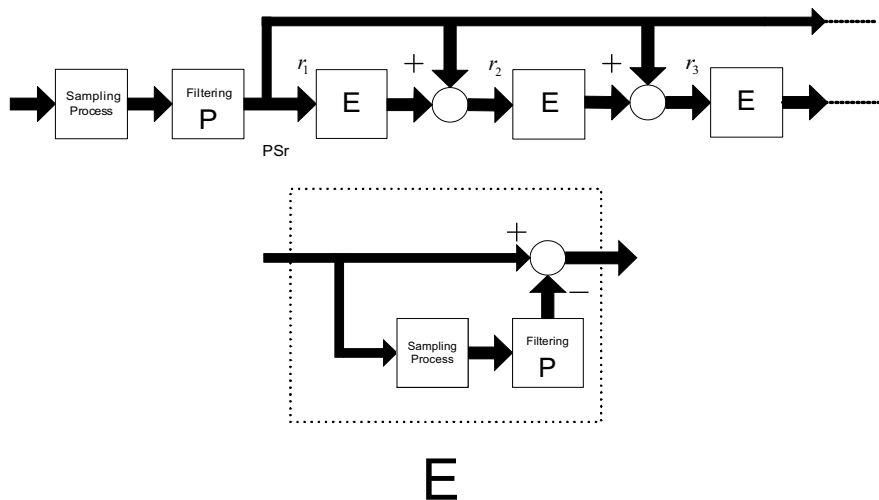 r1
+
r2
+
r3
Sampling
Process
Filtering
P
E
E
E
PSr
+
−
Sampling
Process
Filtering
P
E